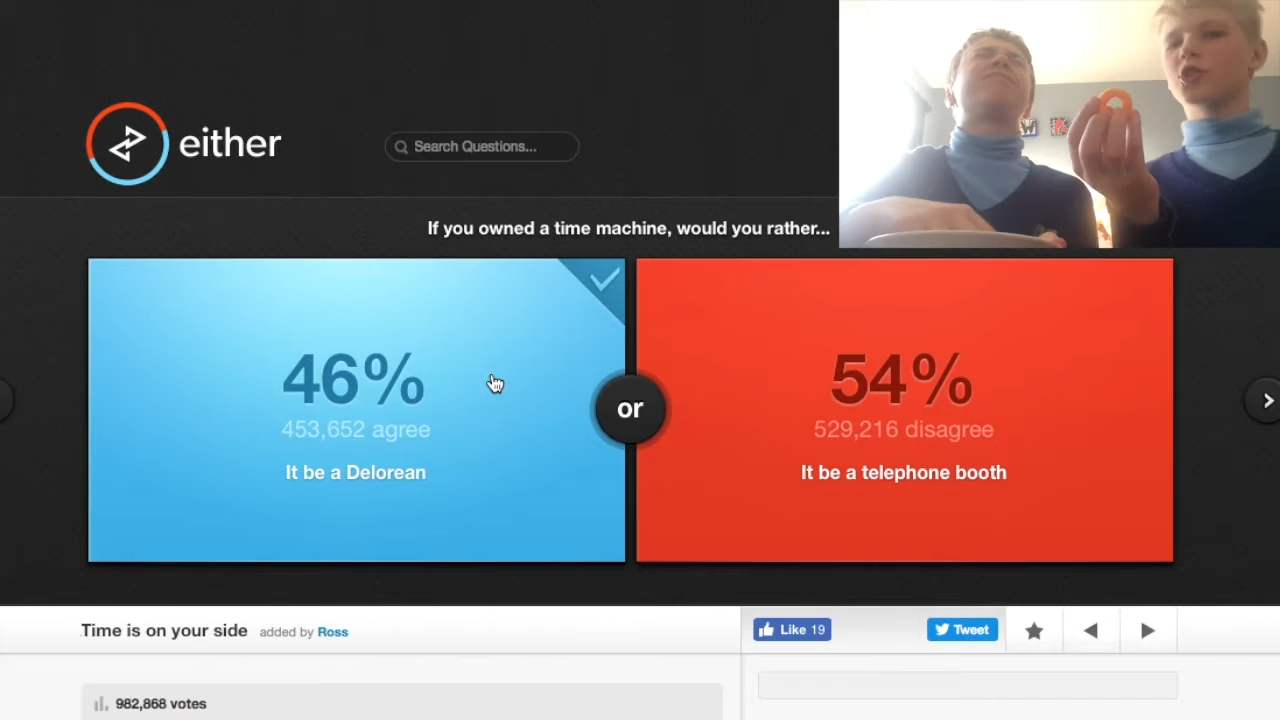 either
Search Questions...
If you owned a time machine, would you rather...
46%
453,652 agree
It be a Delorean
or
54%
529,216 disagree
It be a telephone booth
Time is on your side added by Ross
Like 19
Tweet
982,868 votes